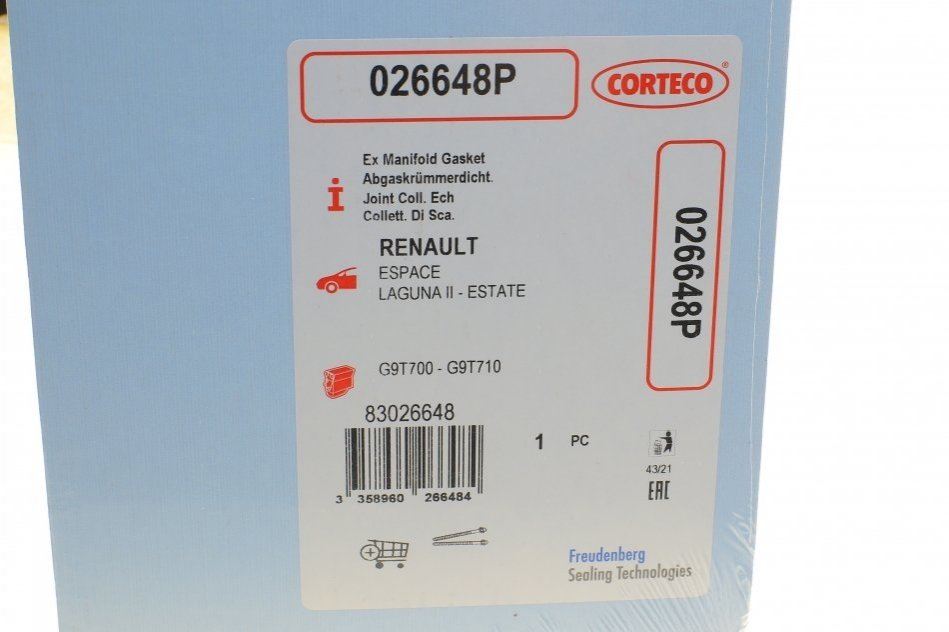 026648P
CORTECO®
Ex Manifold Gasket
Abgaskrümmerdicht.
Joint Coll. Ech
Collett. Di Sca.
RENAULT
ESPACE
LAGUNA II - ESTATE
026648P
G9T700 - G9T710
83026648
1 PC
3 358960 266484
43/21
EAC
Freudenberg
Sealing Technologies